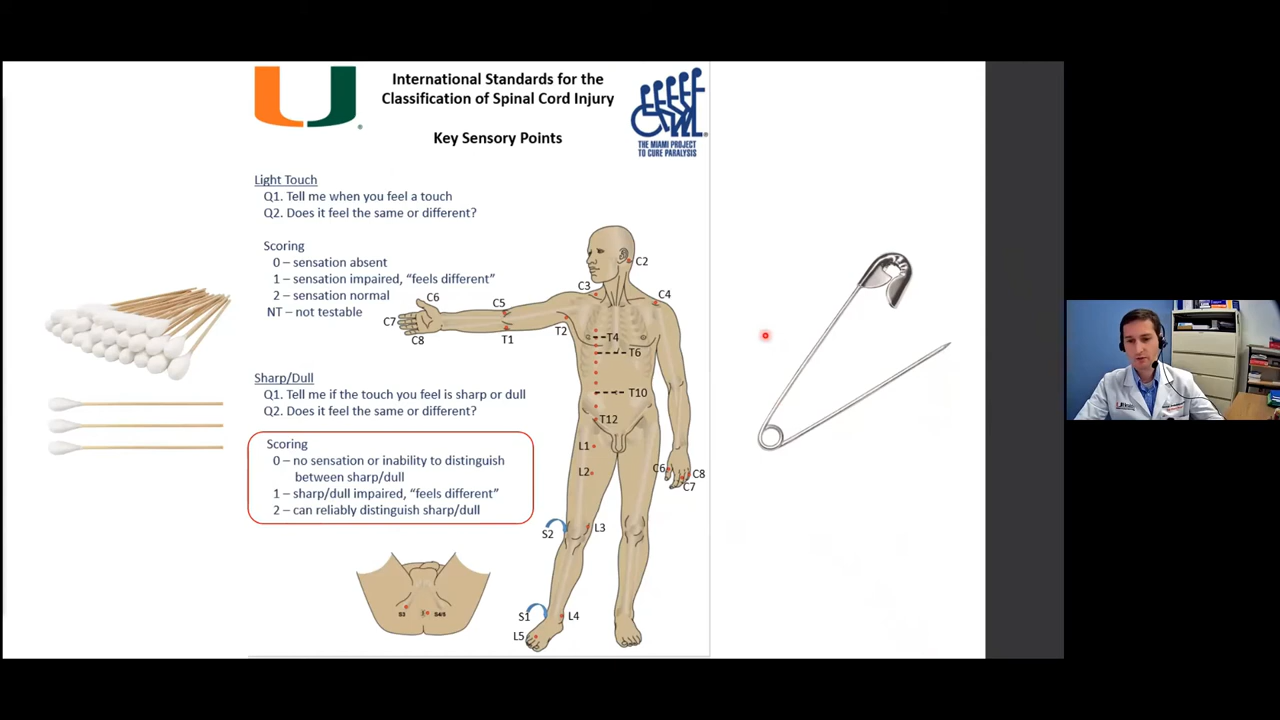 International Standards for the
Classification of Spinal Cord Injury
Key Sensory Points
THE MIAMI PROJECT
TO CURE PARALYSIS
Light Touch
Q1. Tell me when you feel a touch
Q2. Does it feel the same or different?
Scoring
0 – sensation absent
1 – sensation impaired, “feels different”
2 – sensation normal
NT – not testable
Sharp/Dull
Q1. Tell me if the touch you feel is sharp or dull
Q2. Does it feel the same or different?
Scoring
0 – no sensation or inability to distinguish
between sharp/dull
1 – sharp/dull impaired, “feels different”
2 – can reliably distinguish sharp/dull
C2
C3
C4
C6
C5
C7
C8
T1
T2
T4
T6
T10
T12
L1
L2
C6
C8
C7
S2
L3
S1
L4
L5
S3
S4/5